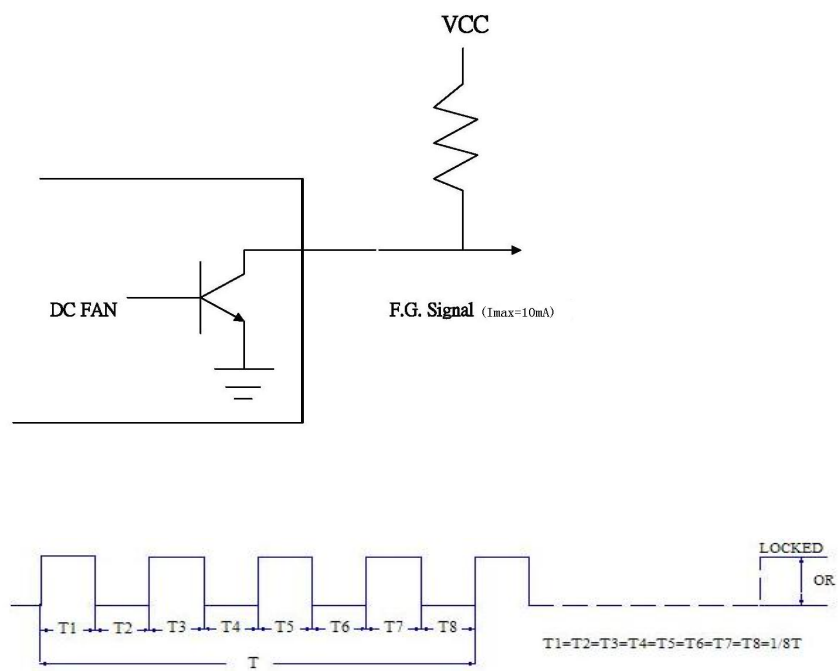 VCC
DC FAN
F.G. Signal (Imax=10mA)
LOCKED
OR
T1 T2 T3 T4 T5 T6 T7 T8
T1=T2=T3=T4=T5=T6=T7=T8=1/8T
T